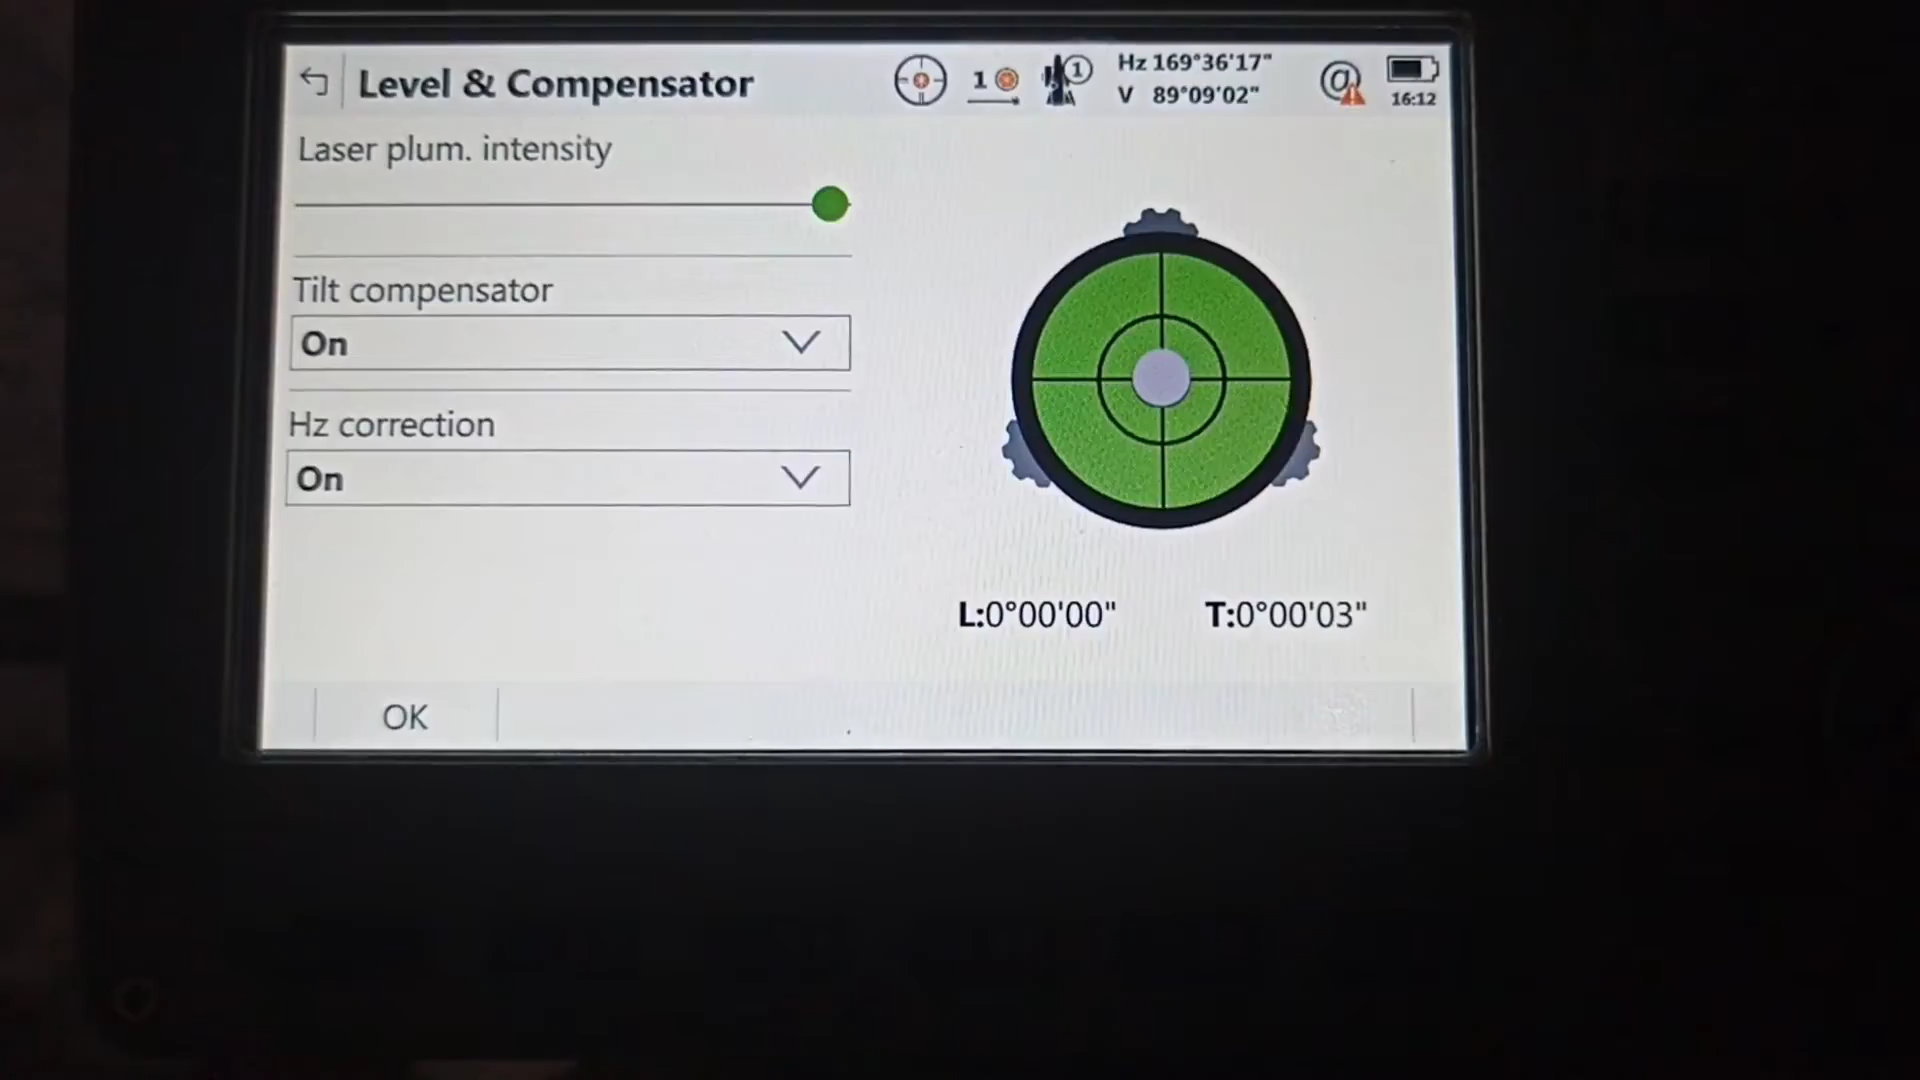 Level & Compensator
1
1
Hz 169°36'17"
V 89°09'02"
@
16:12
Laser plum. intensity
Tilt compensator
On
Hz correction
On
L:0°00'00" T:0°00'03"
OK